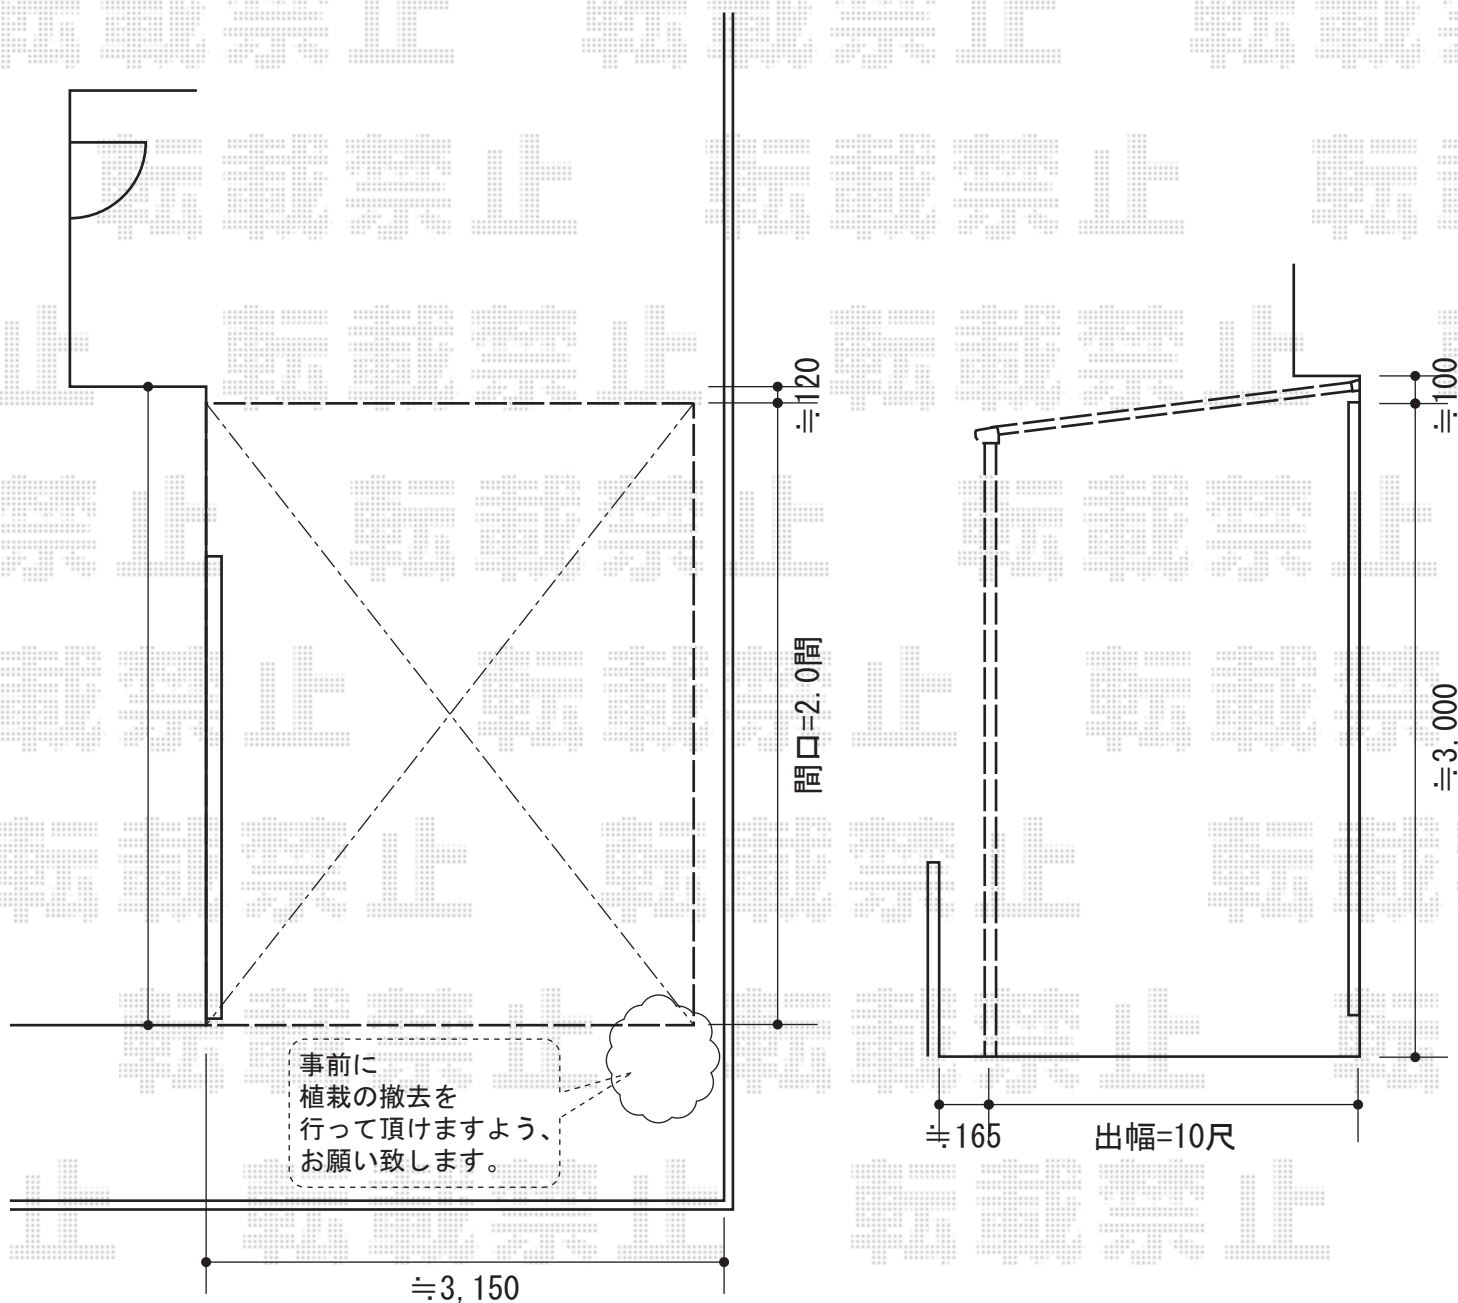 ≒120
≒100
間口=2.0間
≒3,000
事前に
植栽の撤去を
行って頂けますよう、
お願い致します。
≒165
出幅=10尺
≒3,150
転載禁止